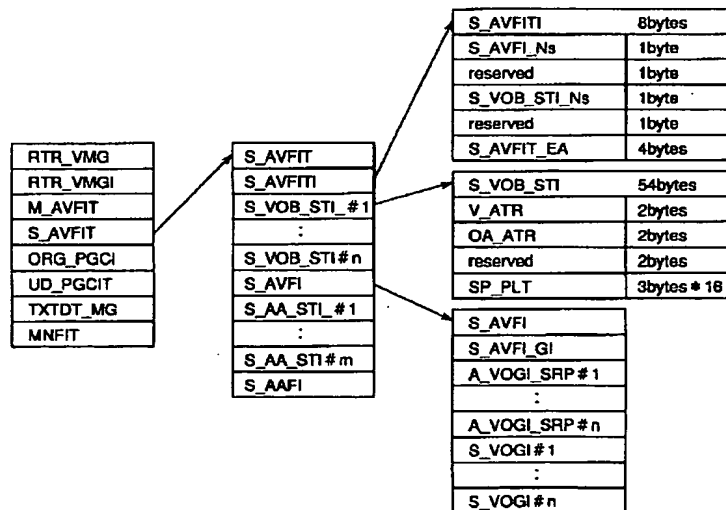 RTR_VMG
RTR_VMGI
M_AVFIT
S_AVFIT
ORG_PGCI
UD_PGCIT
TXTDT_MG
MNFIT
S_AVFIT
S_AVFITI
S_VOB_STI_#1
:
S_VOB_STI#n
S_AVFI
S_AA_STI_#1
:
S_AA_STI#m
S_AAFI
S_AVFITI 8bytes
S_AVFI_Ns 1byte
reserved 1byte
S_VOB_STI_Ns 1byte
reserved 1byte
S_AVFIT_EA 4bytes
S_VOB_STI 54bytes
V_ATR 2bytes
OA_ATR 2bytes
reserved 2bytes
SP_PLT 3bytes*16
S_AVFI
S_AVFI_GI
A_VOGI_SRP#1
:
A_VOGI_SRP#n
S_VOGI#1
:
S_VOGI#n